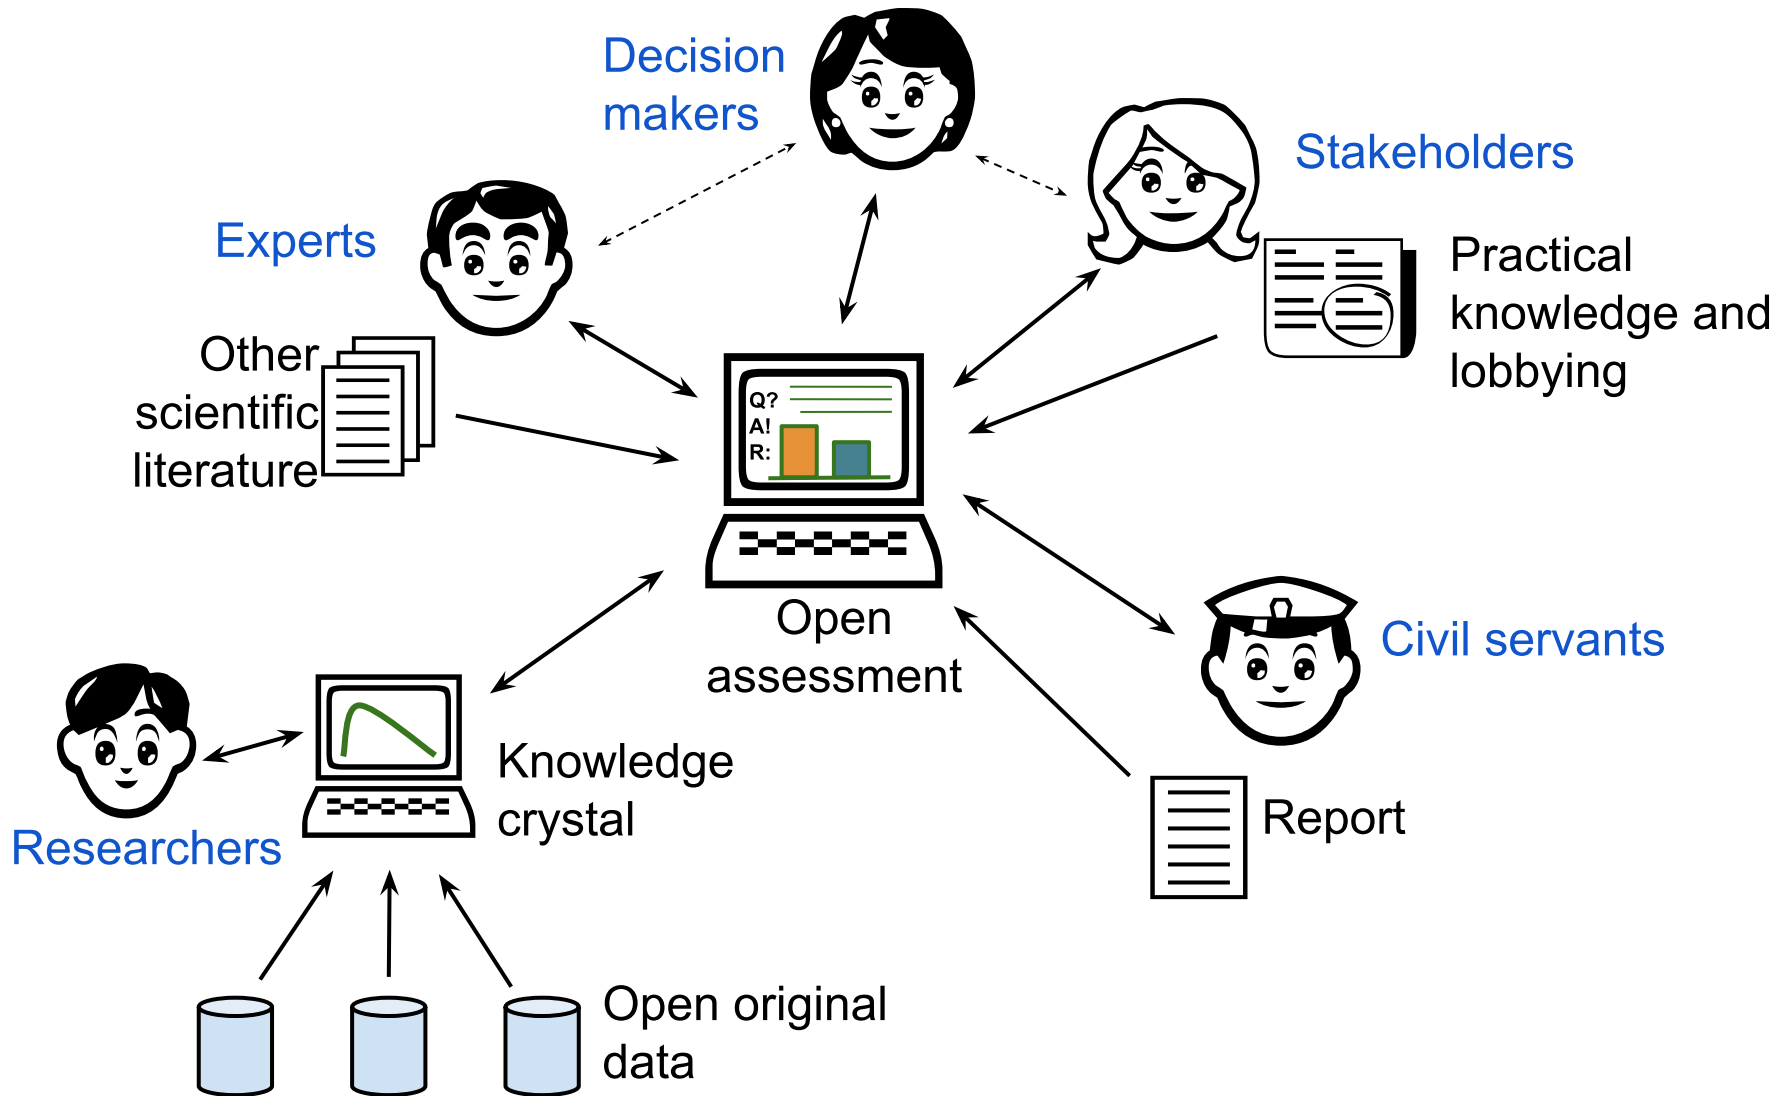 Decision
makers
Stakeholders
Experts
Practical
knowledge and
lobbying
Other
scientific
literature
Q?
A!
R:
Open
assessment
Civil servants
Knowledge
crystal
Report
Researchers
Open original
data